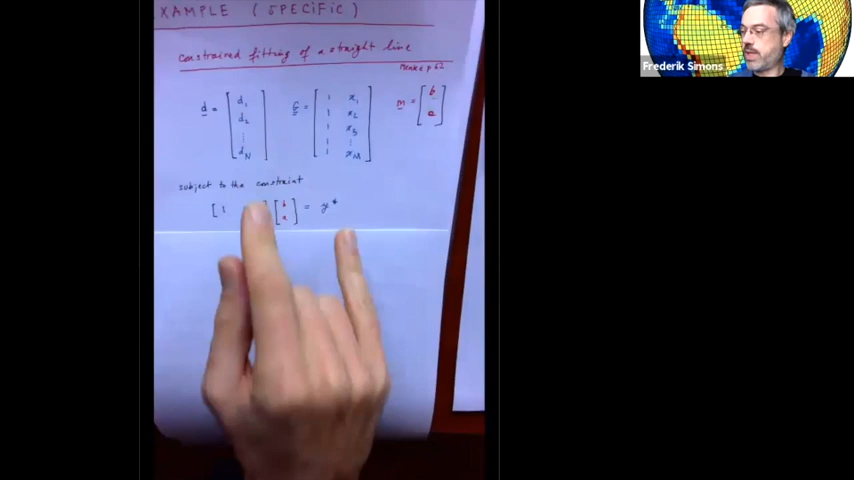 XAMPLE ( SPECIFIC )
Frederik Simons
constrained fitting of a straight line
Menke p 62
d = [ d1 d2 ⋮ dN ] G = [ 1 x1 1 x2 1 x3 1 ⋮ 1 xM ] m = [ b a ]
subject to the constraint
[ 1 ] [ b a ] = y*